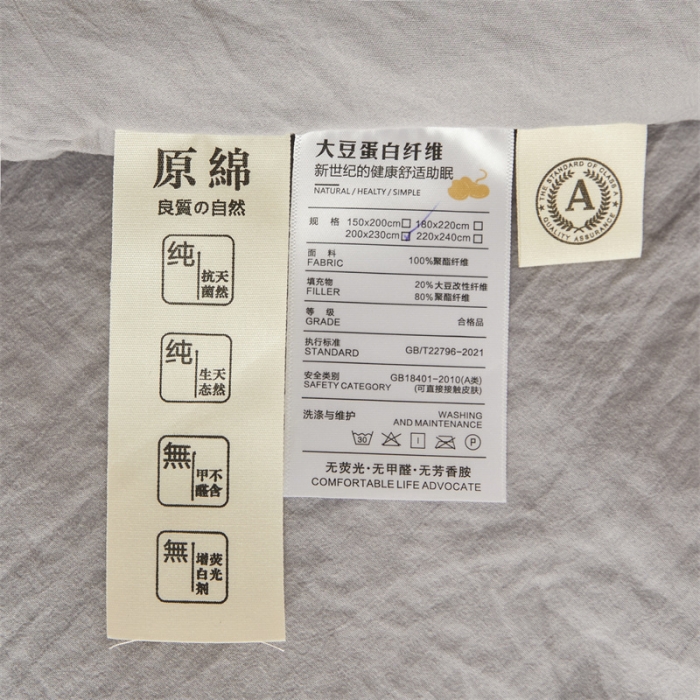 原綿
良質の自然
纯
天然
抗菌
纯
天然
生态
無
不含
甲醛
無
荧光
增白剂
大豆蛋白纤维
新世纪的健康舒适助眠
NATURAL / HEALTY / SIMPLE
规 格 150x200cm 180x220cm
200x230cm 220x240cm
面 料
FABRIC 100%聚酯纤维
填充物
FILLER
20%大豆改性纤维
80%聚酯纤维
等 级
GRADE 合格品
执行标准
STANDARD GB/T22796-2021
安全类别
SAFETY CATEGORY
GB18401-2010(A类)
(可直接接触皮肤)
洗涤与维护
WASHING
AND MAINTENANCE
30
P
无荧光·无甲醛·无芳香胺
COMFORTABLE LIFE ADVOCATE
THE STANDARD OF CLASS A
A
QUALITY ASSURANCE